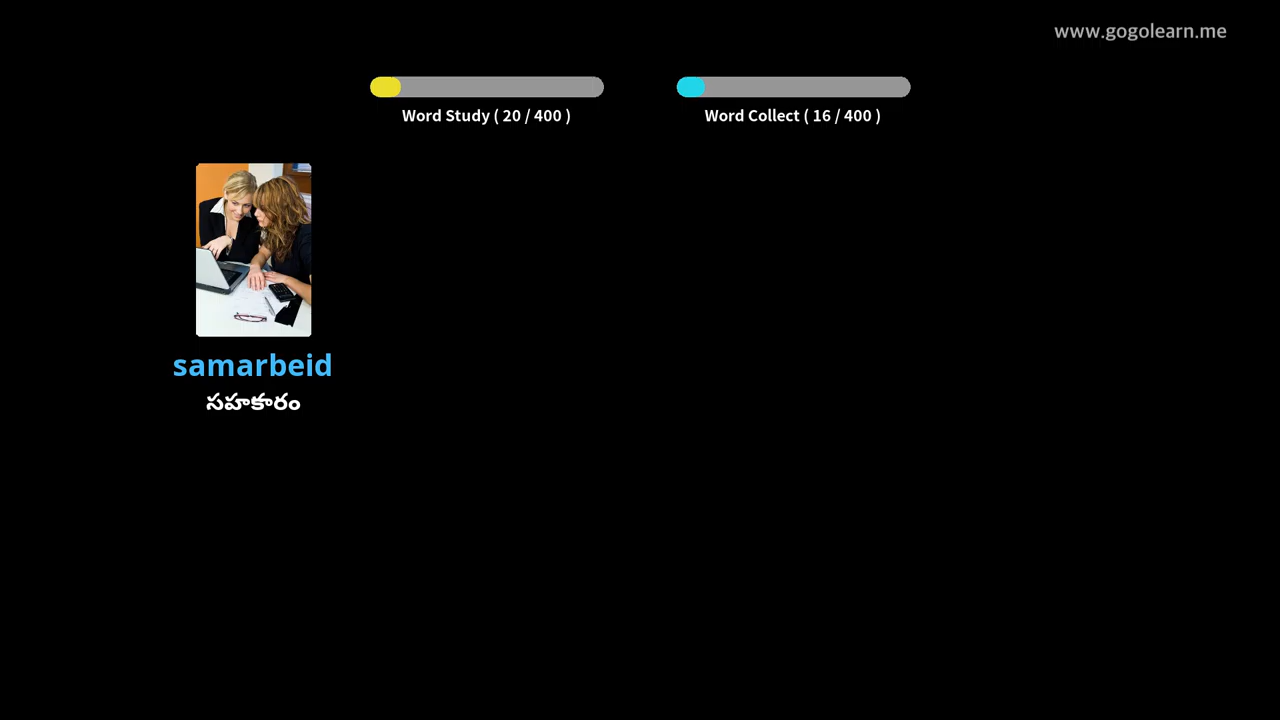 www.gogolearn.me
Word Study ( 20 / 400 )
Word Collect ( 16 / 400 )
samarbeid
సహకారం